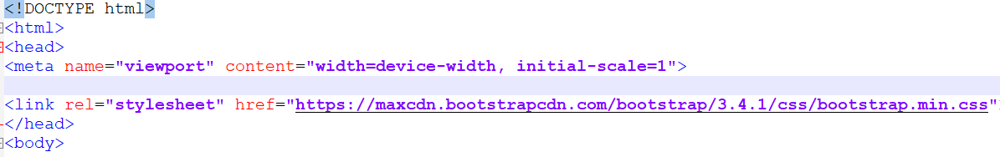 <!DOCTYPE html>
<html>
<head>
<meta name="viewport" content="width=device-width, initial-scale=1">
<link rel="stylesheet" href="https://maxcdn.bootstrapcdn.com/bootstrap/3.4.1/css/bootstrap.min.css"
</head>
<body>